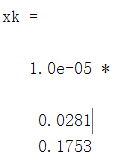 xk =
1.0e-05 *
0.0281
0.1753